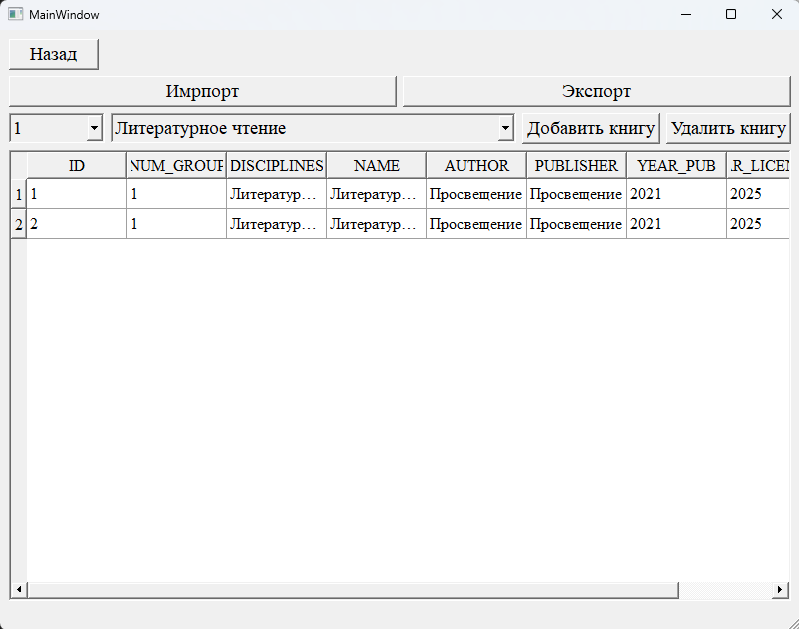 MainWindow
Назад
Имрпорт Экспорт
1 Литературное чтение Добавить книгу Удалить книгу
ID NUM_GROUP DISCIPLINES NAME AUTHOR PUBLISHER YEAR_PUB .R_LICEN
1 1 1 Литератур… Литератур… Просвещение Просвещение 2021 2025
2 2 1 Литератур… Литератур… Просвещение Просвещение 2021 2025